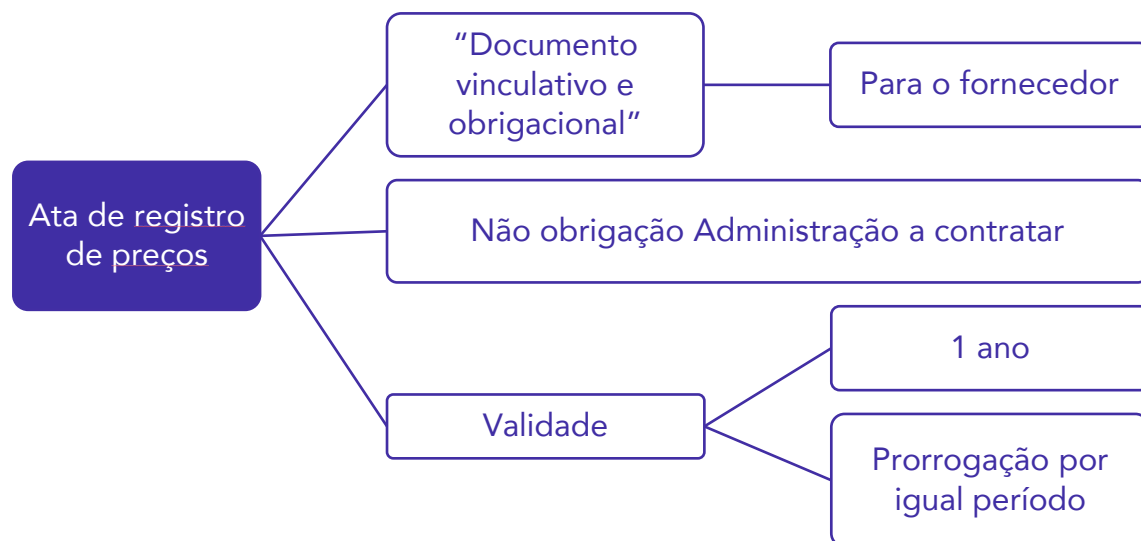 “Documento
vinculativo e
obrigacional”
Para o fornecedor
Ata de registro
de preços
Não obrigação Administração a contratar
1 ano
Validade
Prorrogação por
igual período